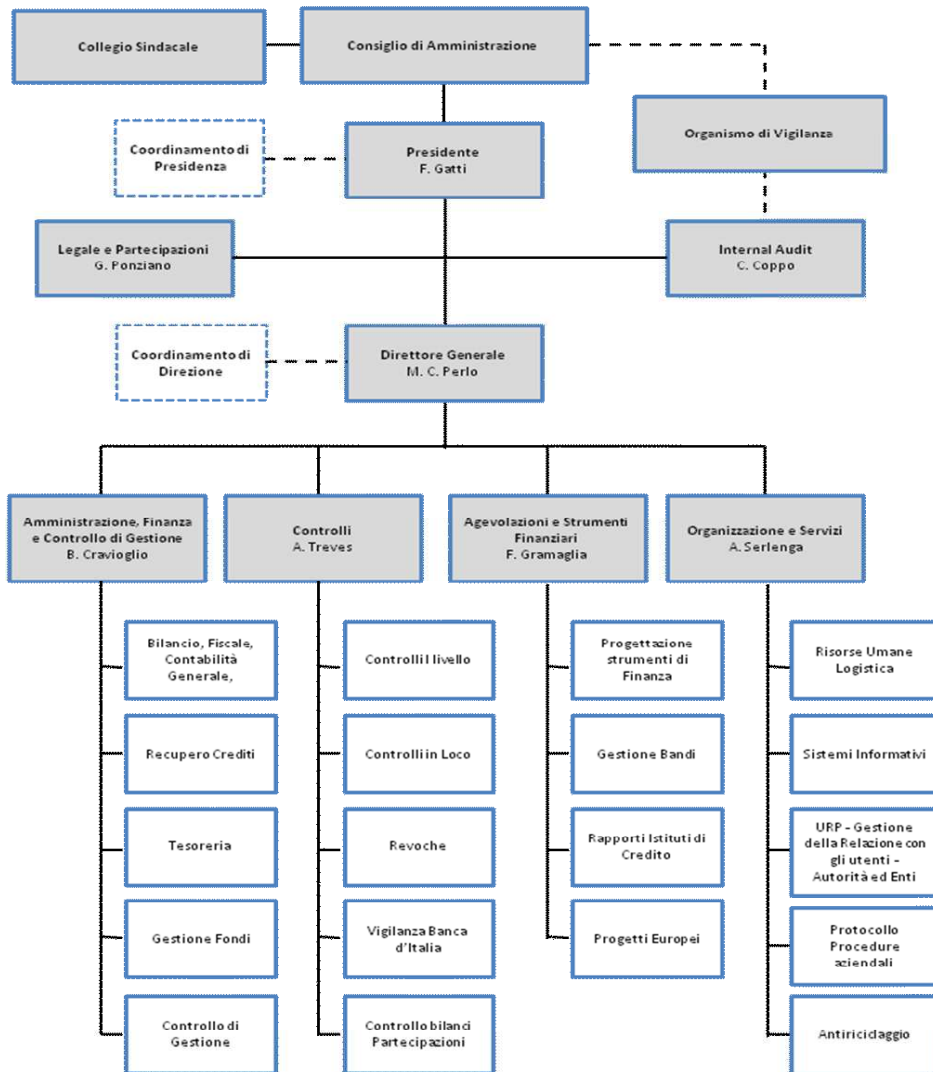 Collegio Sindacale
Consiglio di Amministrazione
Organismo di Vigilanza
Coordinamento di
Presidenza
Presidente
F. Gatti
Legale e Partecipazioni
G. Ponziano
Internal Audit
C. Coppo
Coordinamento di
Direzione
Direttore Generale
M. C. Perlo
Amministrazione, Finanza
e Controllo di Gestione
B. Cravioglio
Controlli
A. Treves
Agevolazioni e Strumenti
Finanziari
F. Gramaglia
Organizzazione e Servizi
A. Serlenga
Bilancio, Fiscale,
Contabilità
Generale,
Recupero Crediti
Tesoreria
Gestione Fondi
Controllo di
Gestione
Controlli I livello
Controlli in Loco
Revoche
Vigilanza Banca
d'Italia
Controllo bilanci
Partecipazioni
Progettazione
strumenti di
Finanza
Gestione Bandi
Rapporti Istituti di
Credito
Progetti Europei
Risorse Umane
Logistica
Sistemi Informativi
URP - Gestione
della Relazione con
gli utenti –
Autorità ed Enti
Protocollo
Procedure
aziendali
Antiriciclaggio